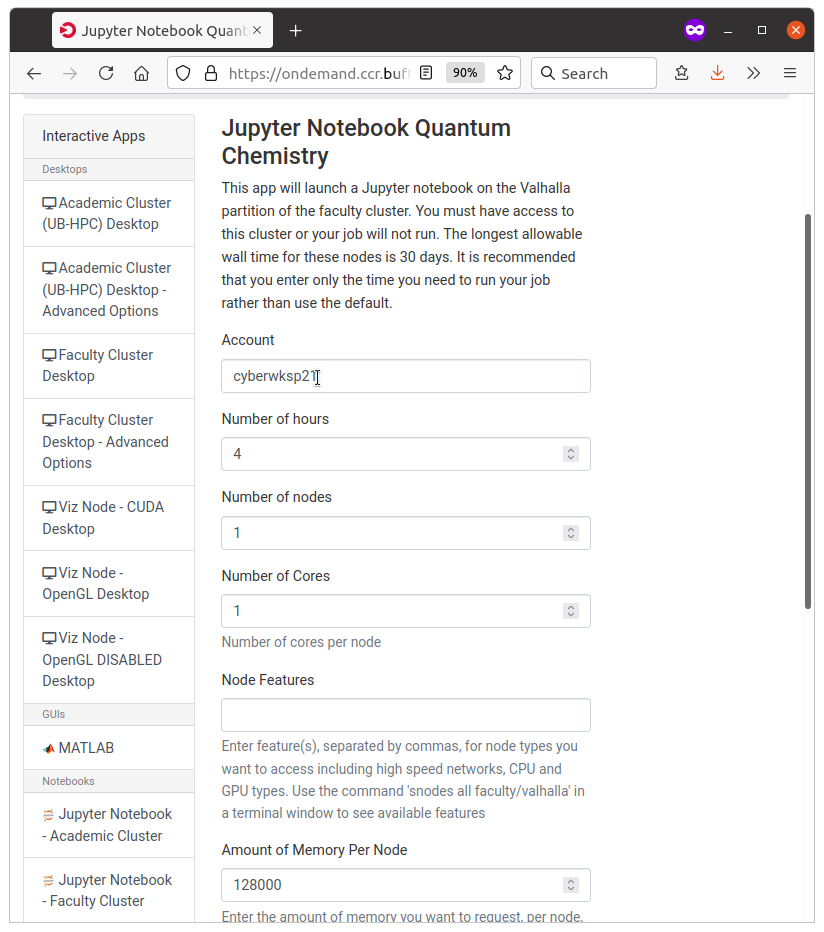 Jupyter Notebook Quant
https://ondemand.ccr.buf
90%
Search
Interactive Apps
Desktops
Academic Cluster
(UB-HPC) Desktop
Academic Cluster
(UB-HPC) Desktop -
Advanced Options
Faculty Cluster
Desktop
Faculty Cluster
Desktop - Advanced
Options
Viz Node - CUDA
Desktop
Viz Node -
OpenGL Desktop
Viz Node -
OpenGL DISABLED
Desktop
GUIs
MATLAB
Notebooks
Jupyter Notebook
- Academic Cluster
Jupyter Notebook
- Faculty Cluster
Jupyter Notebook Quantum
Chemistry
This app will launch a Jupyter notebook on the Valhalla
partition of the faculty cluster. You must have access to
this cluster or your job will not run. The longest allowable
wall time for these nodes is 30 days. It is recommended
that you enter only the time you need to run your job
rather than use the default.
Account
cyberwksp21
Number of hours
4
Number of nodes
1
Number of Cores
1
Number of cores per node
Node Features
Enter feature(s), separated by commas, for node types you
want to access including high speed networks, CPU and
GPU types. Use the command 'snodes all faculty/valhalla' in
a terminal window to see available features
Amount of Memory Per Node
128000
Enter the amount of memory you want to request, per node,